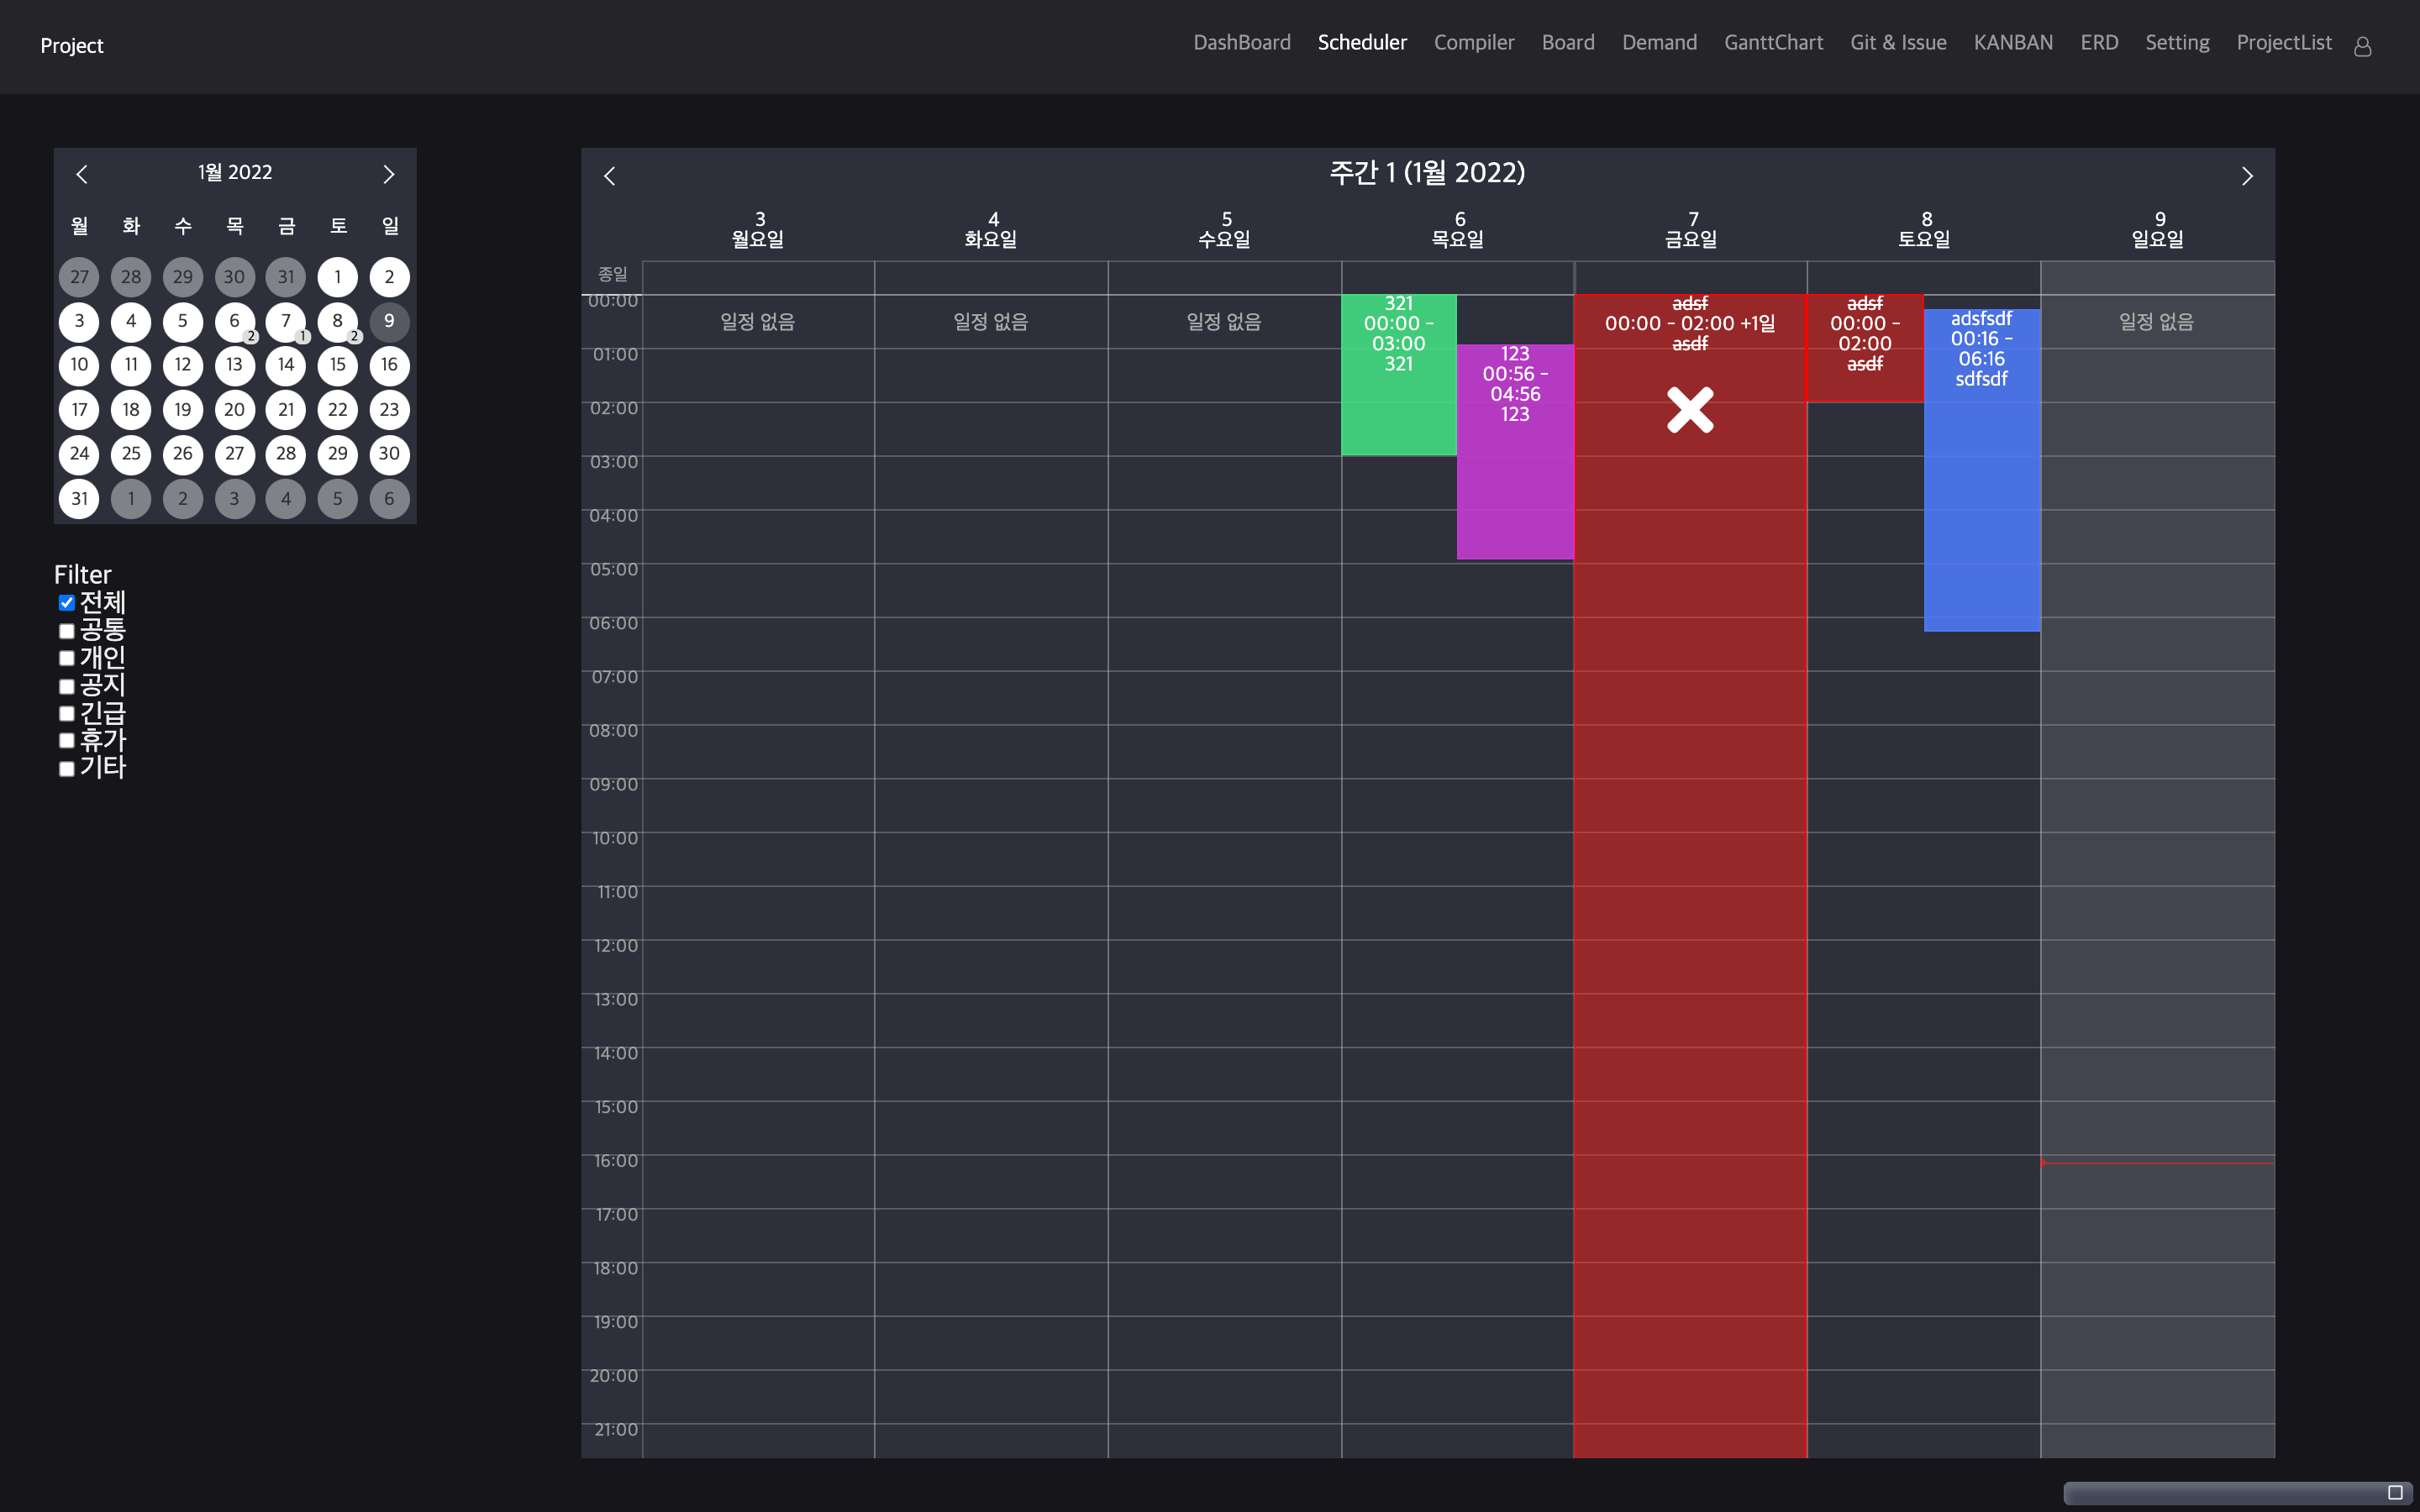 Project
DashBoard Scheduler Compiler Board Demand GanttChart Git & Issue KANBAN ERD Setting ProjectList
1월 2022
월 화 수 목 금 토 일
27 28 29 30 31 1 2
3 4 5 6 2 7 1 8 2 9
10 11 12 13 14 15 16
17 18 19 20 21 22 23
24 25 26 27 28 29 30
31 1 2 3 4 5 6
Filter
전체
공통
개인
공지
긴급
휴가
기타
주간 1 (1월 2022)
3 4 5 6 7 8 9
월요일 화요일 수요일 목요일 금요일 토요일 일요일
종일
00:00
01:00
02:00
03:00
04:00
05:00
06:00
07:00
08:00
09:00
10:00
11:00
12:00
13:00
14:00
15:00
16:00
17:00
18:00
19:00
20:00
21:00
일정 없음
일정 없음
일정 없음
321
00:00 -
03:00
321
123
00:56 -
04:56
123
adsf
00:00 - 02:00 +1일
asdf
adsf
00:00 -
02:00
asdf
adsfsdf
00:16 -
06:16
sdfsdf
일정 없음